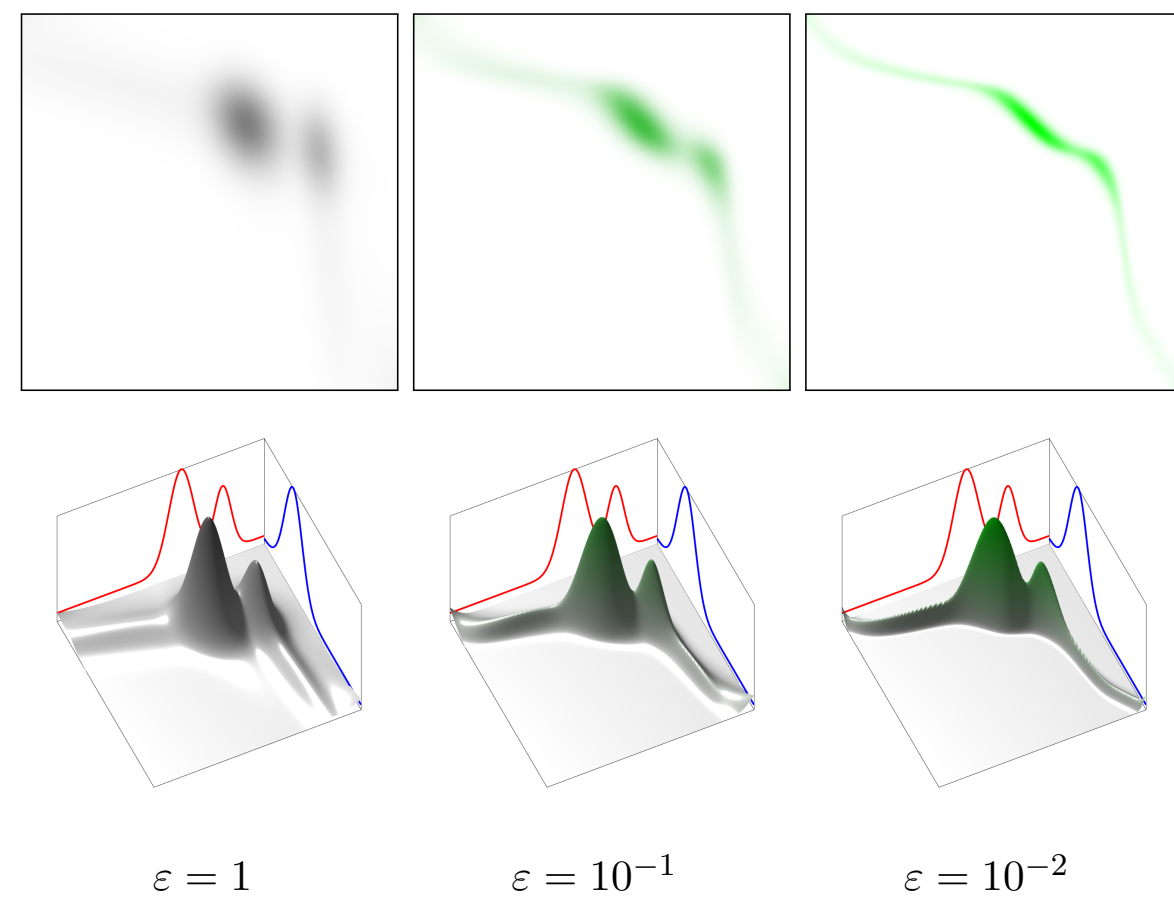 ε = 1 ε = 10⁻¹ ε = 10⁻²